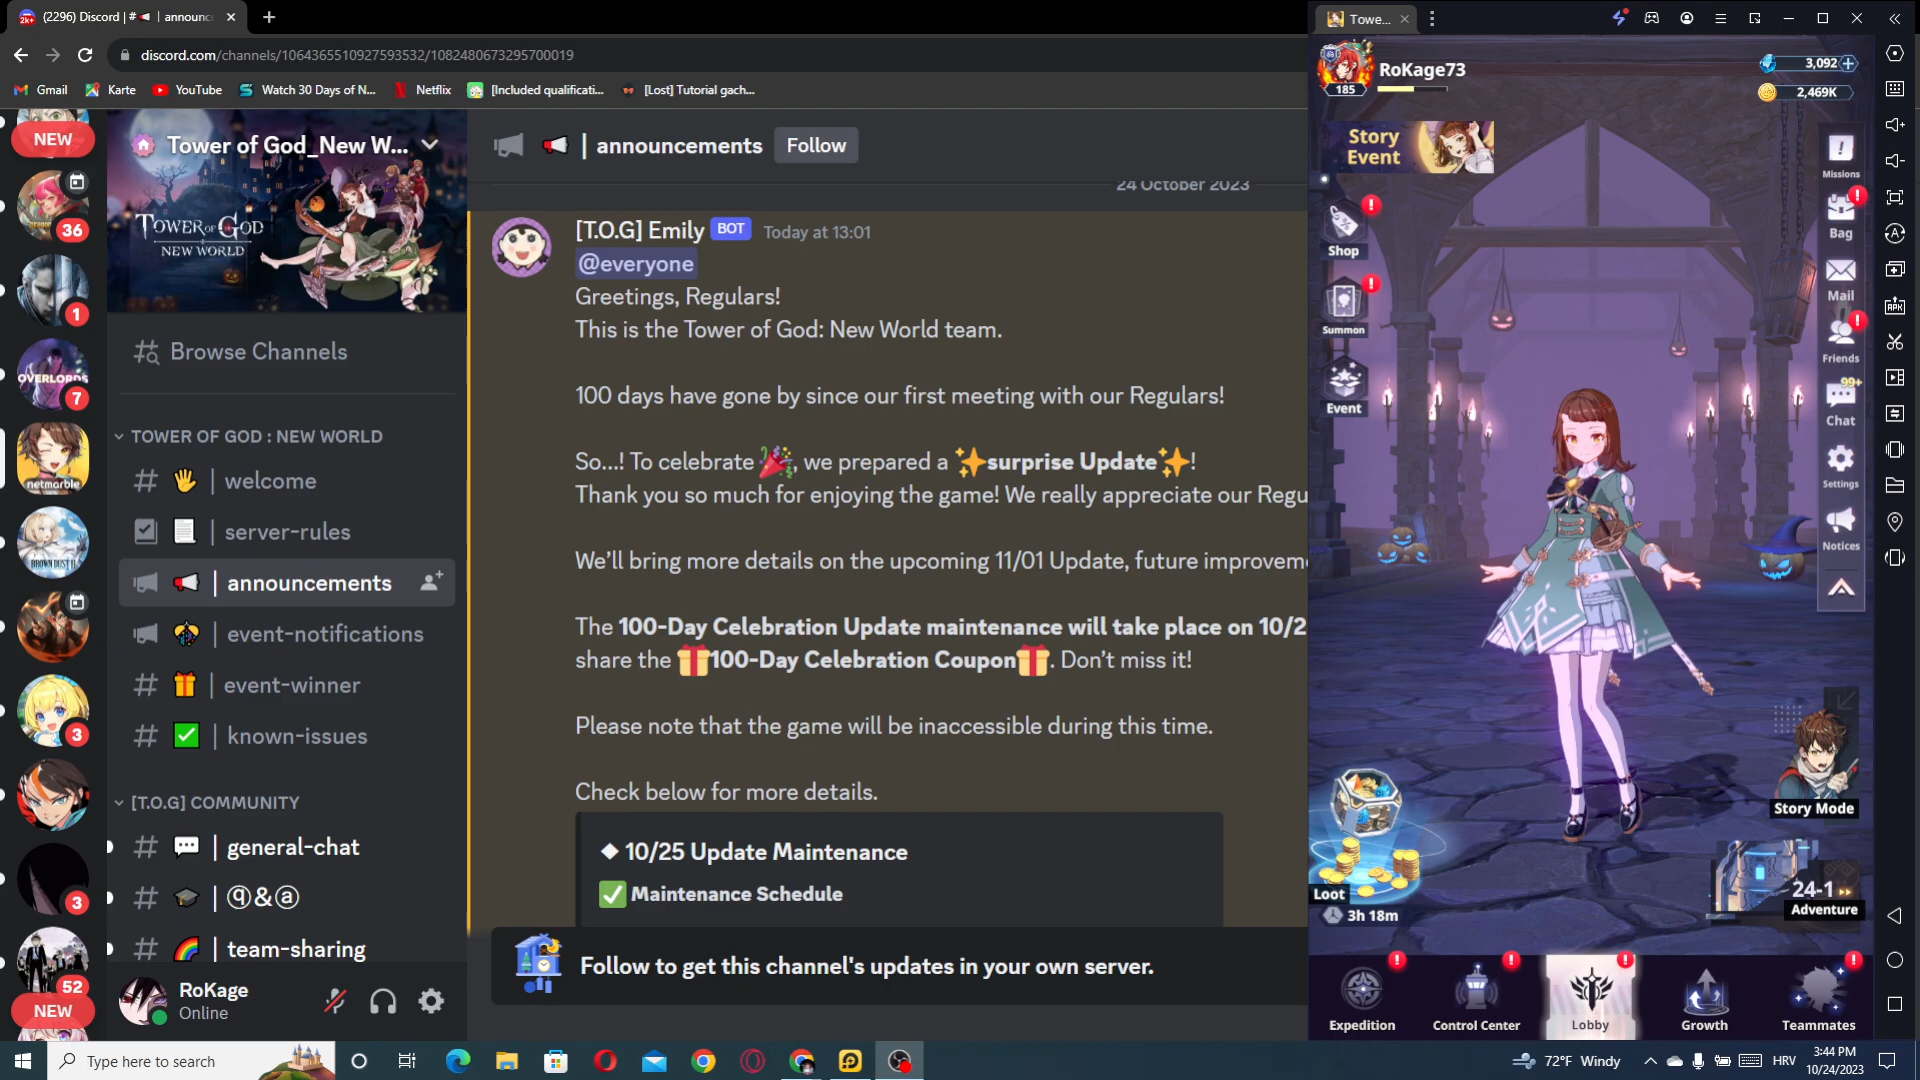 (2296) Discord | # | announc
discord.com/channels/1064365510927593532/1082480673295700019
Gmail
Karte
YouTube
Watch 30 Days of N...
Netflix
[Included qualificati...
[Lost] Tutorial gach...
NEW
36
1
7
OVERLORDS
netmarble
BROWN DUST II
3
3
52
NEW
Tower of God_New W...
TOWER OF GOD
NEW WORLD
Browse Channels
TOWER OF GOD : NEW WORLD
# | welcome
| server-rules
| announcements
| event-notifications
# | event-winner
# | known-issues
[T.O.G] COMMUNITY
# | general-chat
# | ⓠ&ⓐ
# | team-sharing
RoKage
Online
| announcements
Follow
24 October 2023
[T.O.G] Emily BOT Today at 13:01
@everyone
Greetings, Regulars!
This is the Tower of God: New World team.
100 days have gone by since our first meeting with our Regulars!
So...! To celebrate 🎉, we prepared a ✨surprise Update✨!
Thank you so much for enjoying the game! We really appreciate our Regu
We'll bring more details on the upcoming 11/01 Update, future improvem
The 100-Day Celebration Update maintenance will take place on 10/2
share the 🎁100-Day Celebration Coupon🎁. Don't miss it!
Please note that the game will be inaccessible during this time.
Check below for more details.
◆ 10/25 Update Maintenance
✅ Maintenance Schedule
Follow to get this channel's updates in your own server.
Towe...
185
RoKage73
3,092
2,469K
Story
Event
Shop
Summon
Event
Missions
Bag
Mail
Friends
99+
Chat
Settings
Notices
Story Mode
24-1
Adventure
Loot
3h 18m
Expedition
Control Center
Lobby
Growth
Teammates
Type here to search
72°F Windy
HRV
3:44 PM
10/24/2023